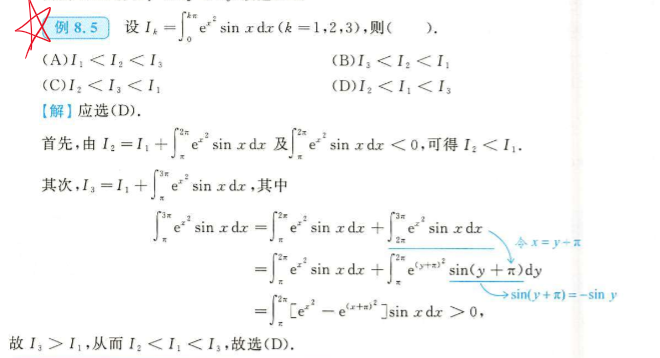 例 8.5 设 $I_k=\int_0^{k\pi} e^{x^2}\sin x\,dx\,(k=1,2,3)$,则( ).
(A)$I_1<I_2<I_3$ (B)$I_3<I_2<I_1$
(C)$I_2<I_3<I_1$ (D)$I_2<I_1<I_3$
【解】应选(D).
首先,由 $I_2=I_1+\int_\pi^{2\pi} e^{x^2}\sin x\,dx$ 及 $\int_\pi^{2\pi} e^{x^2}\sin x\,dx<0$,可得 $I_2<I_1$.
其次,$I_3=I_1+\int_\pi^{3\pi} e^{x^2}\sin x\,dx$,其中
$\int_\pi^{3\pi} e^{x^2}\sin x\,dx=\int_\pi^{2\pi} e^{x^2}\sin x\,dx+\int_{2\pi}^{3\pi} e^{x^2}\sin x\,dx$
令 $x=y+\pi$
$=\int_\pi^{2\pi} e^{x^2}\sin x\,dx+\int_\pi^{2\pi} e^{(y+\pi)^2}\sin(y+\pi)dy$
$\sin(y+\pi)=-\sin y$
$=\int_\pi^{2\pi}[e^{x^2}-e^{(x+\pi)^2}]\sin x\,dx>0$,
故 $I_3>I_1$,从而 $I_2<I_1<I_3$,故选(D).